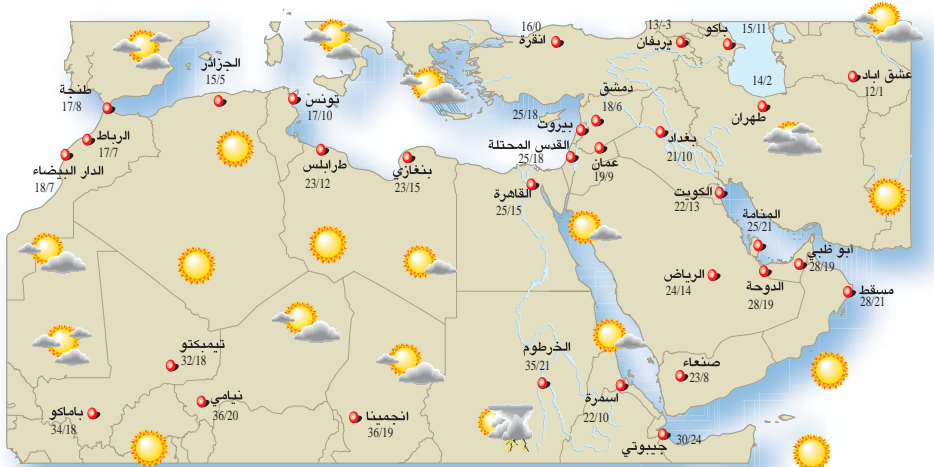 16/0
أنقرة
13/-3
يريفان
باكو
15/11
عشق اباد
12/1
14/2
طهران
الجزائر
15/5
طنجة
17/8
تونس
17/10
دمشق
18/6
25/18
بيروت
بغداد
21/10
الرباط
17/7
القدس المحتلة
25/18
عمان
19/9
طرابلس
23/12
بنغازي
23/15
الدار البيضاء
18/7
القاهرة
25/15
الكويت
22/13
المنامة
25/21
ابو ظبي
28/19
الرياض
24/14
الدوحة
28/19
مسقط
28/21
تيمبكتو
32/18
الخرطوم
35/21
صنعاء
23/8
نيامي
36/20
اسمرة
22/10
باماكو
34/18
انجمينا
36/19
30/24
جيبوتي